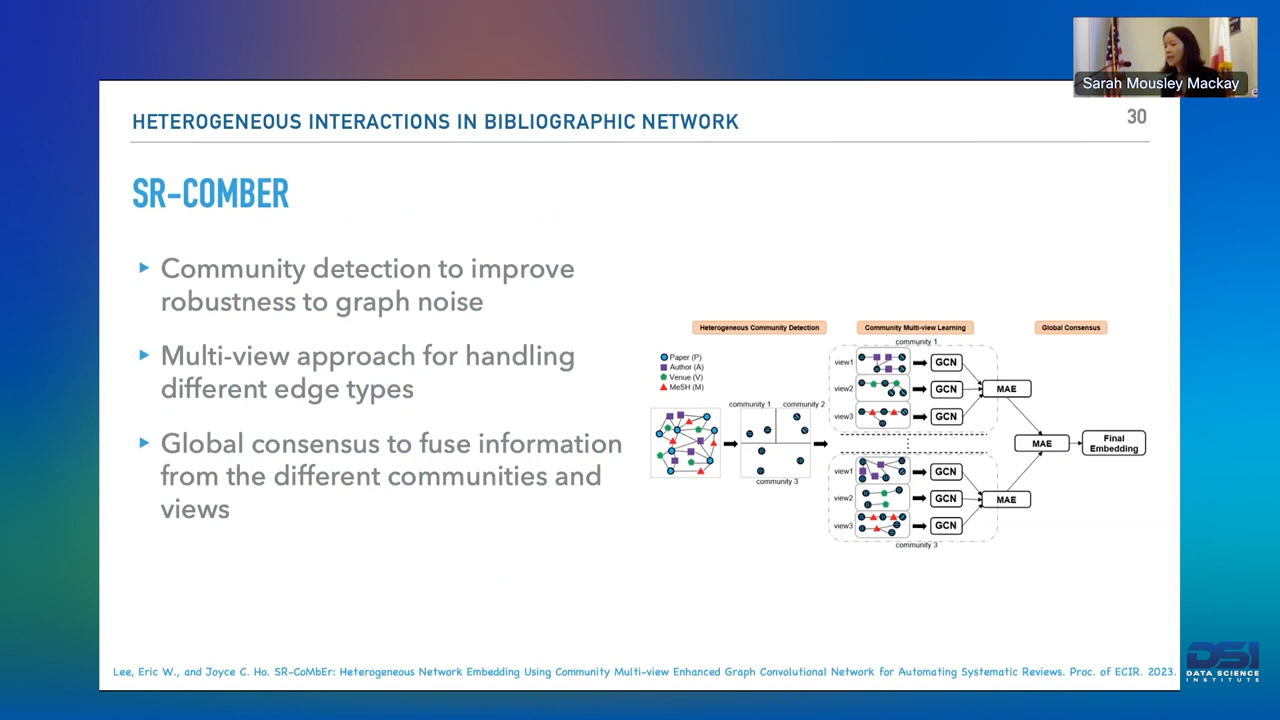 Sarah Mousley Mackay
HETEROGENEOUS INTERACTIONS IN BIBLIOGRAPHIC NETWORK
30
SR-COMBER
Community detection to improve
robustness to graph noise
Multi-view approach for handling
different edge types
Global consensus to fuse information
from the different communities and
views
Heterogeneous Community Detection
Community Multi-view Learning
Global Consensus
Paper (P)
Author (A)
Venue (V)
MeSH (M)
community 1
community 2
community 3
community 1
view1
GCN
view2
GCN
view3
GCN
MAE
view1
GCN
view2
GCN
view3
GCN
MAE
community 3
MAE
Final
Embedding
Lee, Eric W., and Joyce C. Ho. SR-CoMbEr: Heterogeneous Network Embedding Using Community Multi-view Enhanced Graph Convolutional Network for Automating Systematic Reviews. Proc. of ECIR. 2023.
DSI
DATA SCIENCE
INSTITUTE